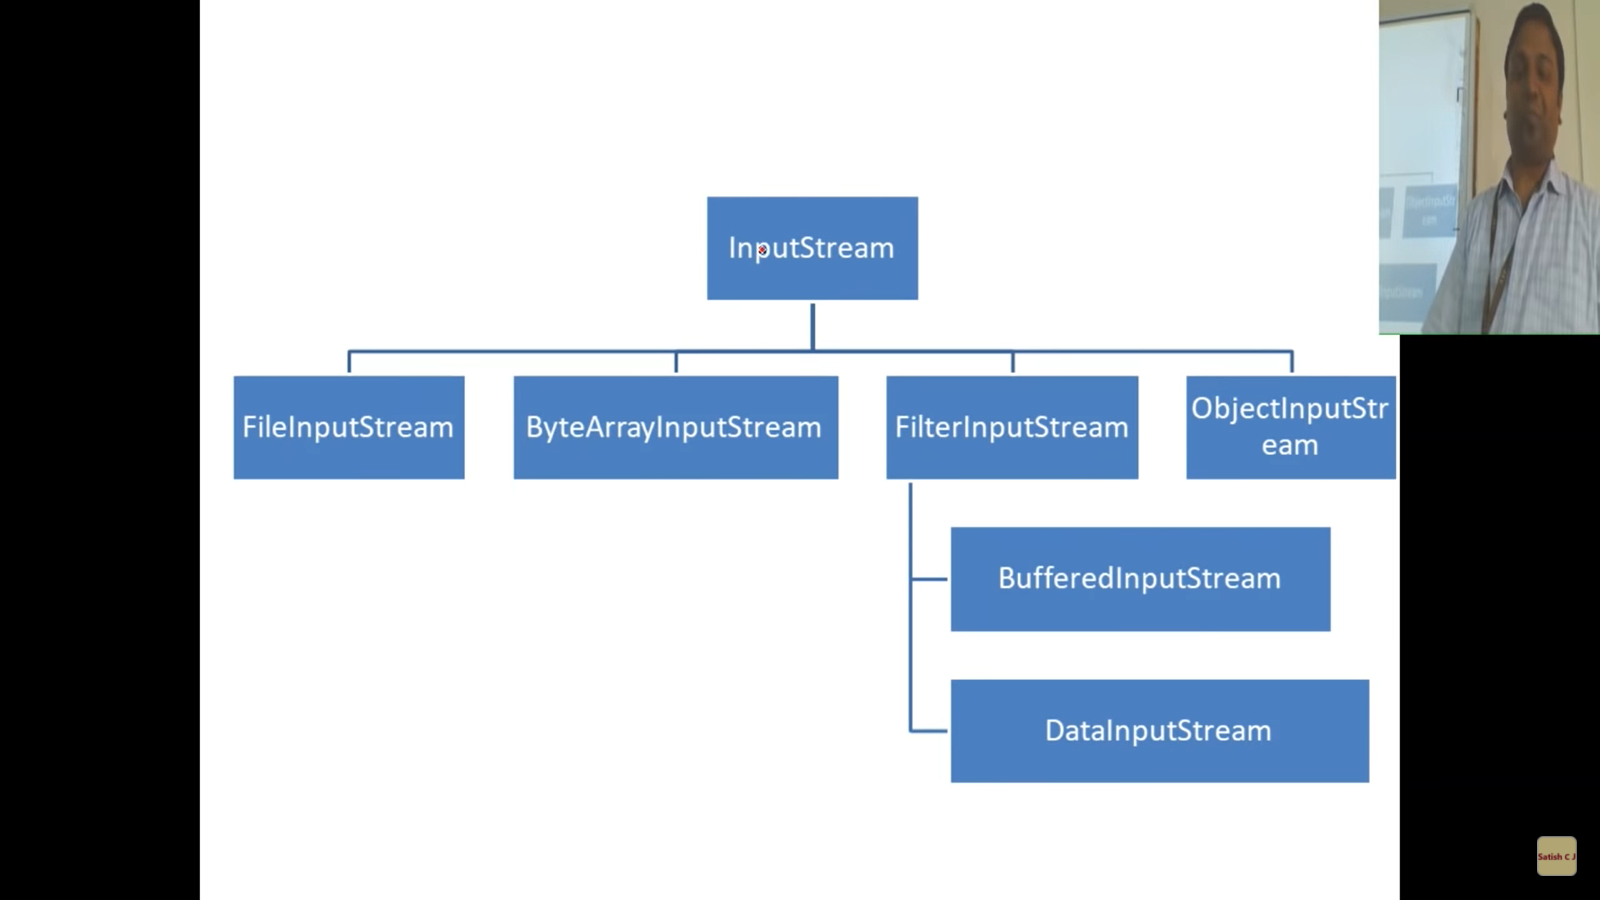 InputStream
FileInputStream
ByteArrayInputStream
FilterInputStream
ObjectInputStr
eam
BufferedInputStream
DataInputStream
Satish C J